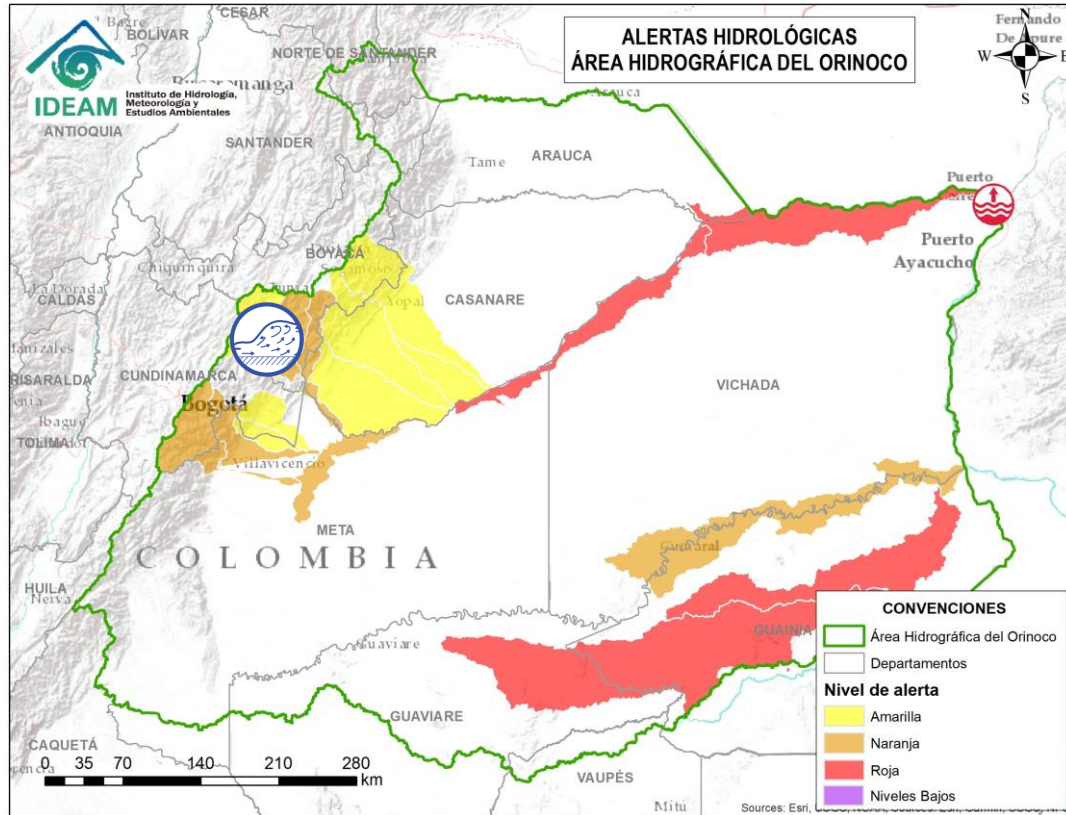 ALERTAS HIDROLÓGICAS
ÁREA HIDROGRÁFICA DEL ORINOCO
N
W
E
S
IDEAM
Instituto de Hidrología,
Meteorología y
Estudios Ambientales
CESAR
BOLÍVAR
NORTE DE SANTANDER
ANTIOQUIA
SANTANDER
Arauca
Tame
ARAUCA
Puerto
Puerto
Ayacucho
Chiquinquirá
BOYACÁ
La Dorada
CALDAS
Yopal
CASANARE
VICHADA
CUNDINAMARCA
RISARALDA
Bogotá
TOLIMA
Villavicencio
META
COLOMBIA
HUILA
Neiva
GUAINÍA
GUAVIARE
CAQUETÁ
VAUPÉS
Mitú
CONVENCIONES
Área Hidrográfica del Orinoco
Departamentos
Nivel de alerta
Amarilla
Naranja
Roja
Niveles Bajos
0 35 70 140 210 280
km
Sources: Esri,